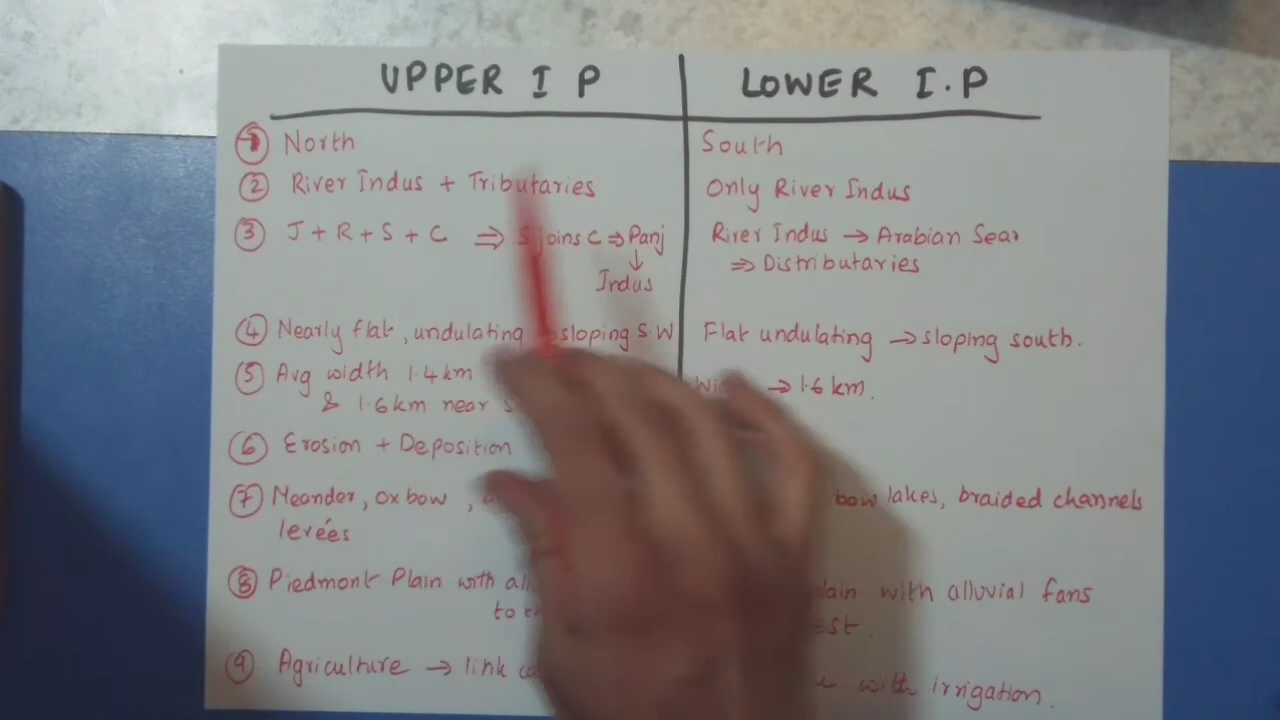 UPPER I P
LOWER I.P
① North
South
② River Indus + Tributaries
Only River Indus
③ J + R + S + C ⇒ S joins C ⇒ Panj
↓
Indus
River Indus → Arabian Sea
⇒ Distributaries
④ Nearly flat, undulating sloping S.W
Flat undulating → sloping south.
⑤ Avg width 1.4km
& 1.6km near
→ 1.6 km.
⑥ Erosion + Deposition
⑦ Meander, oxbow,
levées
bow lakes, braided channels
⑧ Piedmont Plain with
to
with alluvial fans
⑨ Agriculture → link
with irrigation.